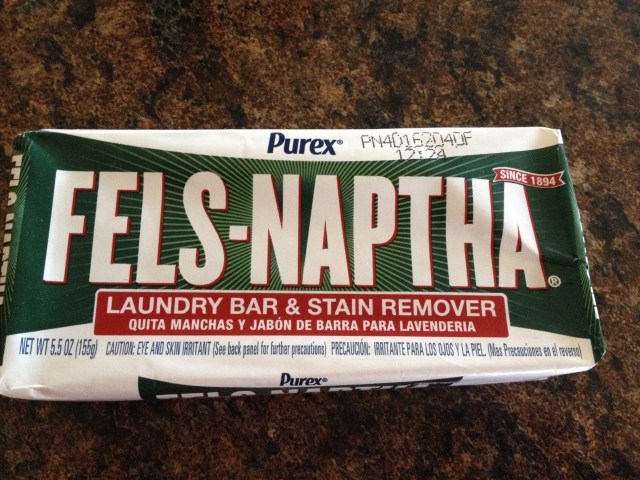 Purex®
PN4D162D4DF
12:24
SINCE 1894
FELS-NAPTHA®
LAUNDRY BAR & STAIN REMOVER
QUITA MANCHAS Y JABÓN DE BARRA PARA LAVENDERIA
NET WT 5.5 OZ (155g) CAUTION: EYE AND SKIN IRRITANT (See back panel for further precautions) PRECAUCIÓN: IRRITANTE PARA LOS OJOS Y LA PIEL. (Mas Precauciones en el reverso)
Purex®